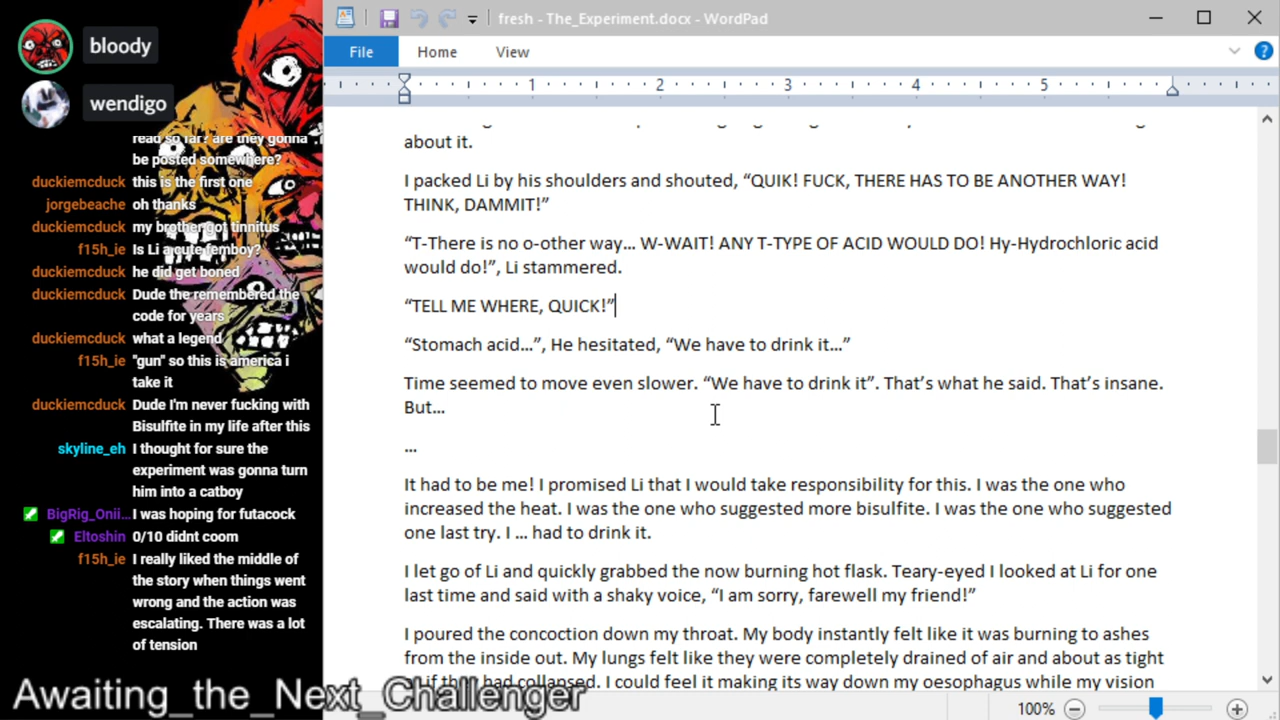 bloody
wendigo
read so far? are they gonna
be posted somewhere?
duckiemcduck this is the first one
jorgebeache oh thanks
duckiemcduck my brother got tinnitus
f15h_ie Is Li a cute femboy?
duckiemcduck he did get boned
duckiemcduck Dude the remembered the
code for years
duckiemcduck what a legend
f15h_ie "gun" so this is america i
take it
duckiemcduck Dude I'm never fucking with
Bisulfite in my life after this
skyline_eh I thought for sure the
experiment was gonna turn
him into a catboy
BigRig_Onii... I was hoping for futacock
Eltoshin 0/10 didnt coom
f15h_ie I really liked the middle of
the story when things went
wrong and the action was
escalating. There was a lot
of tension
Awaiting_the_Next_Challenger
fresh - The_Experiment.docx - WordPad
File Home View
1 2 3 4 5
about it.
I packed Li by his shoulders and shouted, “QUIK! FUCK, THERE HAS TO BE ANOTHER WAY!
THINK, DAMMIT!”
“T-There is no o-other way… W-WAIT! ANY T-TYPE OF ACID WOULD DO! Hy-Hydrochloric acid
would do!”, Li stammered.
“TELL ME WHERE, QUICK!”
“Stomach acid…”, He hesitated, “We have to drink it…”
Time seemed to move even slower. “We have to drink it”. That’s what he said. That’s insane.
But…
…
It had to be me! I promised Li that I would take responsibility for this. I was the one who
increased the heat. I was the one who suggested more bisulfite. I was the one who suggested
one last try. I … had to drink it.
I let go of Li and quickly grabbed the now burning hot flask. Teary-eyed I looked at Li for one
last time and said with a shaky voice, “I am sorry, farewell my friend!”
I poured the concoction down my throat. My body instantly felt like it was burning to ashes
from the inside out. My lungs felt like they were completely drained of air and about as tight
if they had collapsed. I could feel it making its way down my oesophagus while my vision
100%